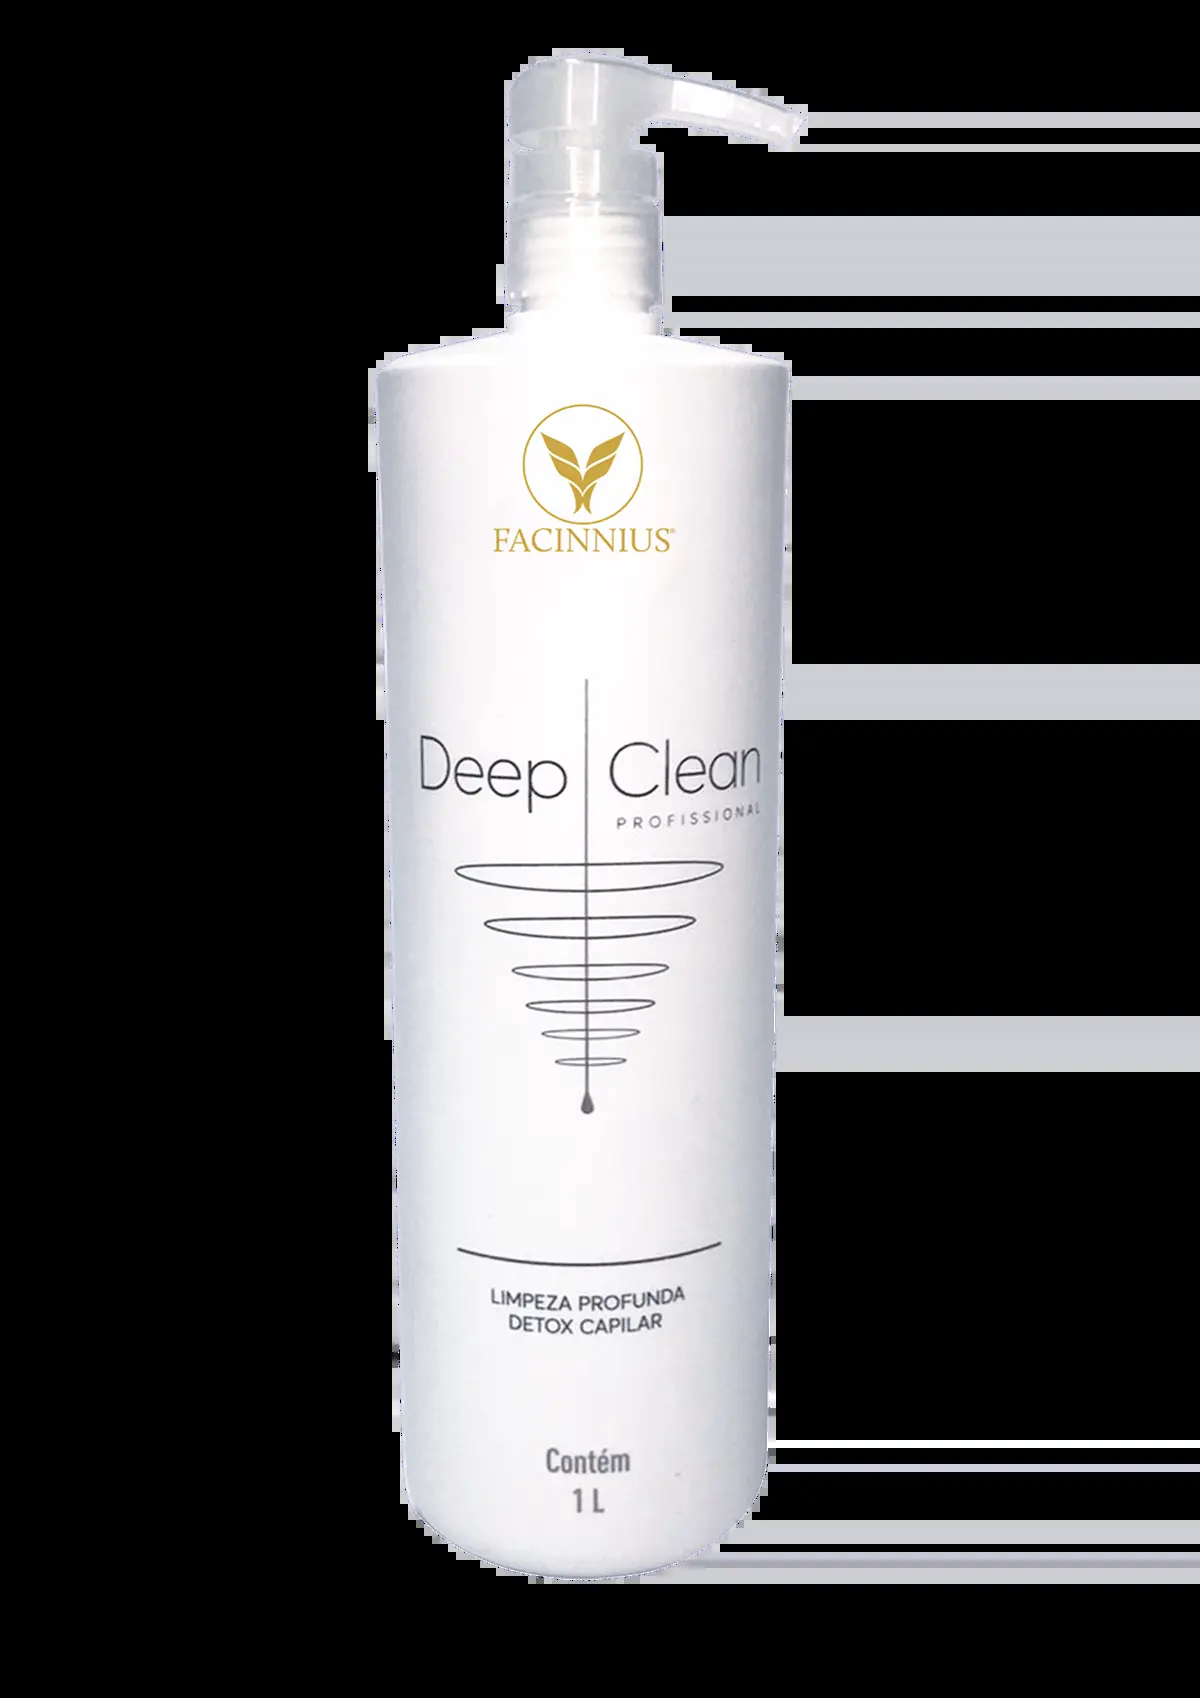 FACINNIUS®
Deep Clean
PROFISSIONAL
LIMPEZA PROFUNDA
DETOX CAPILAR
Contém
1 L